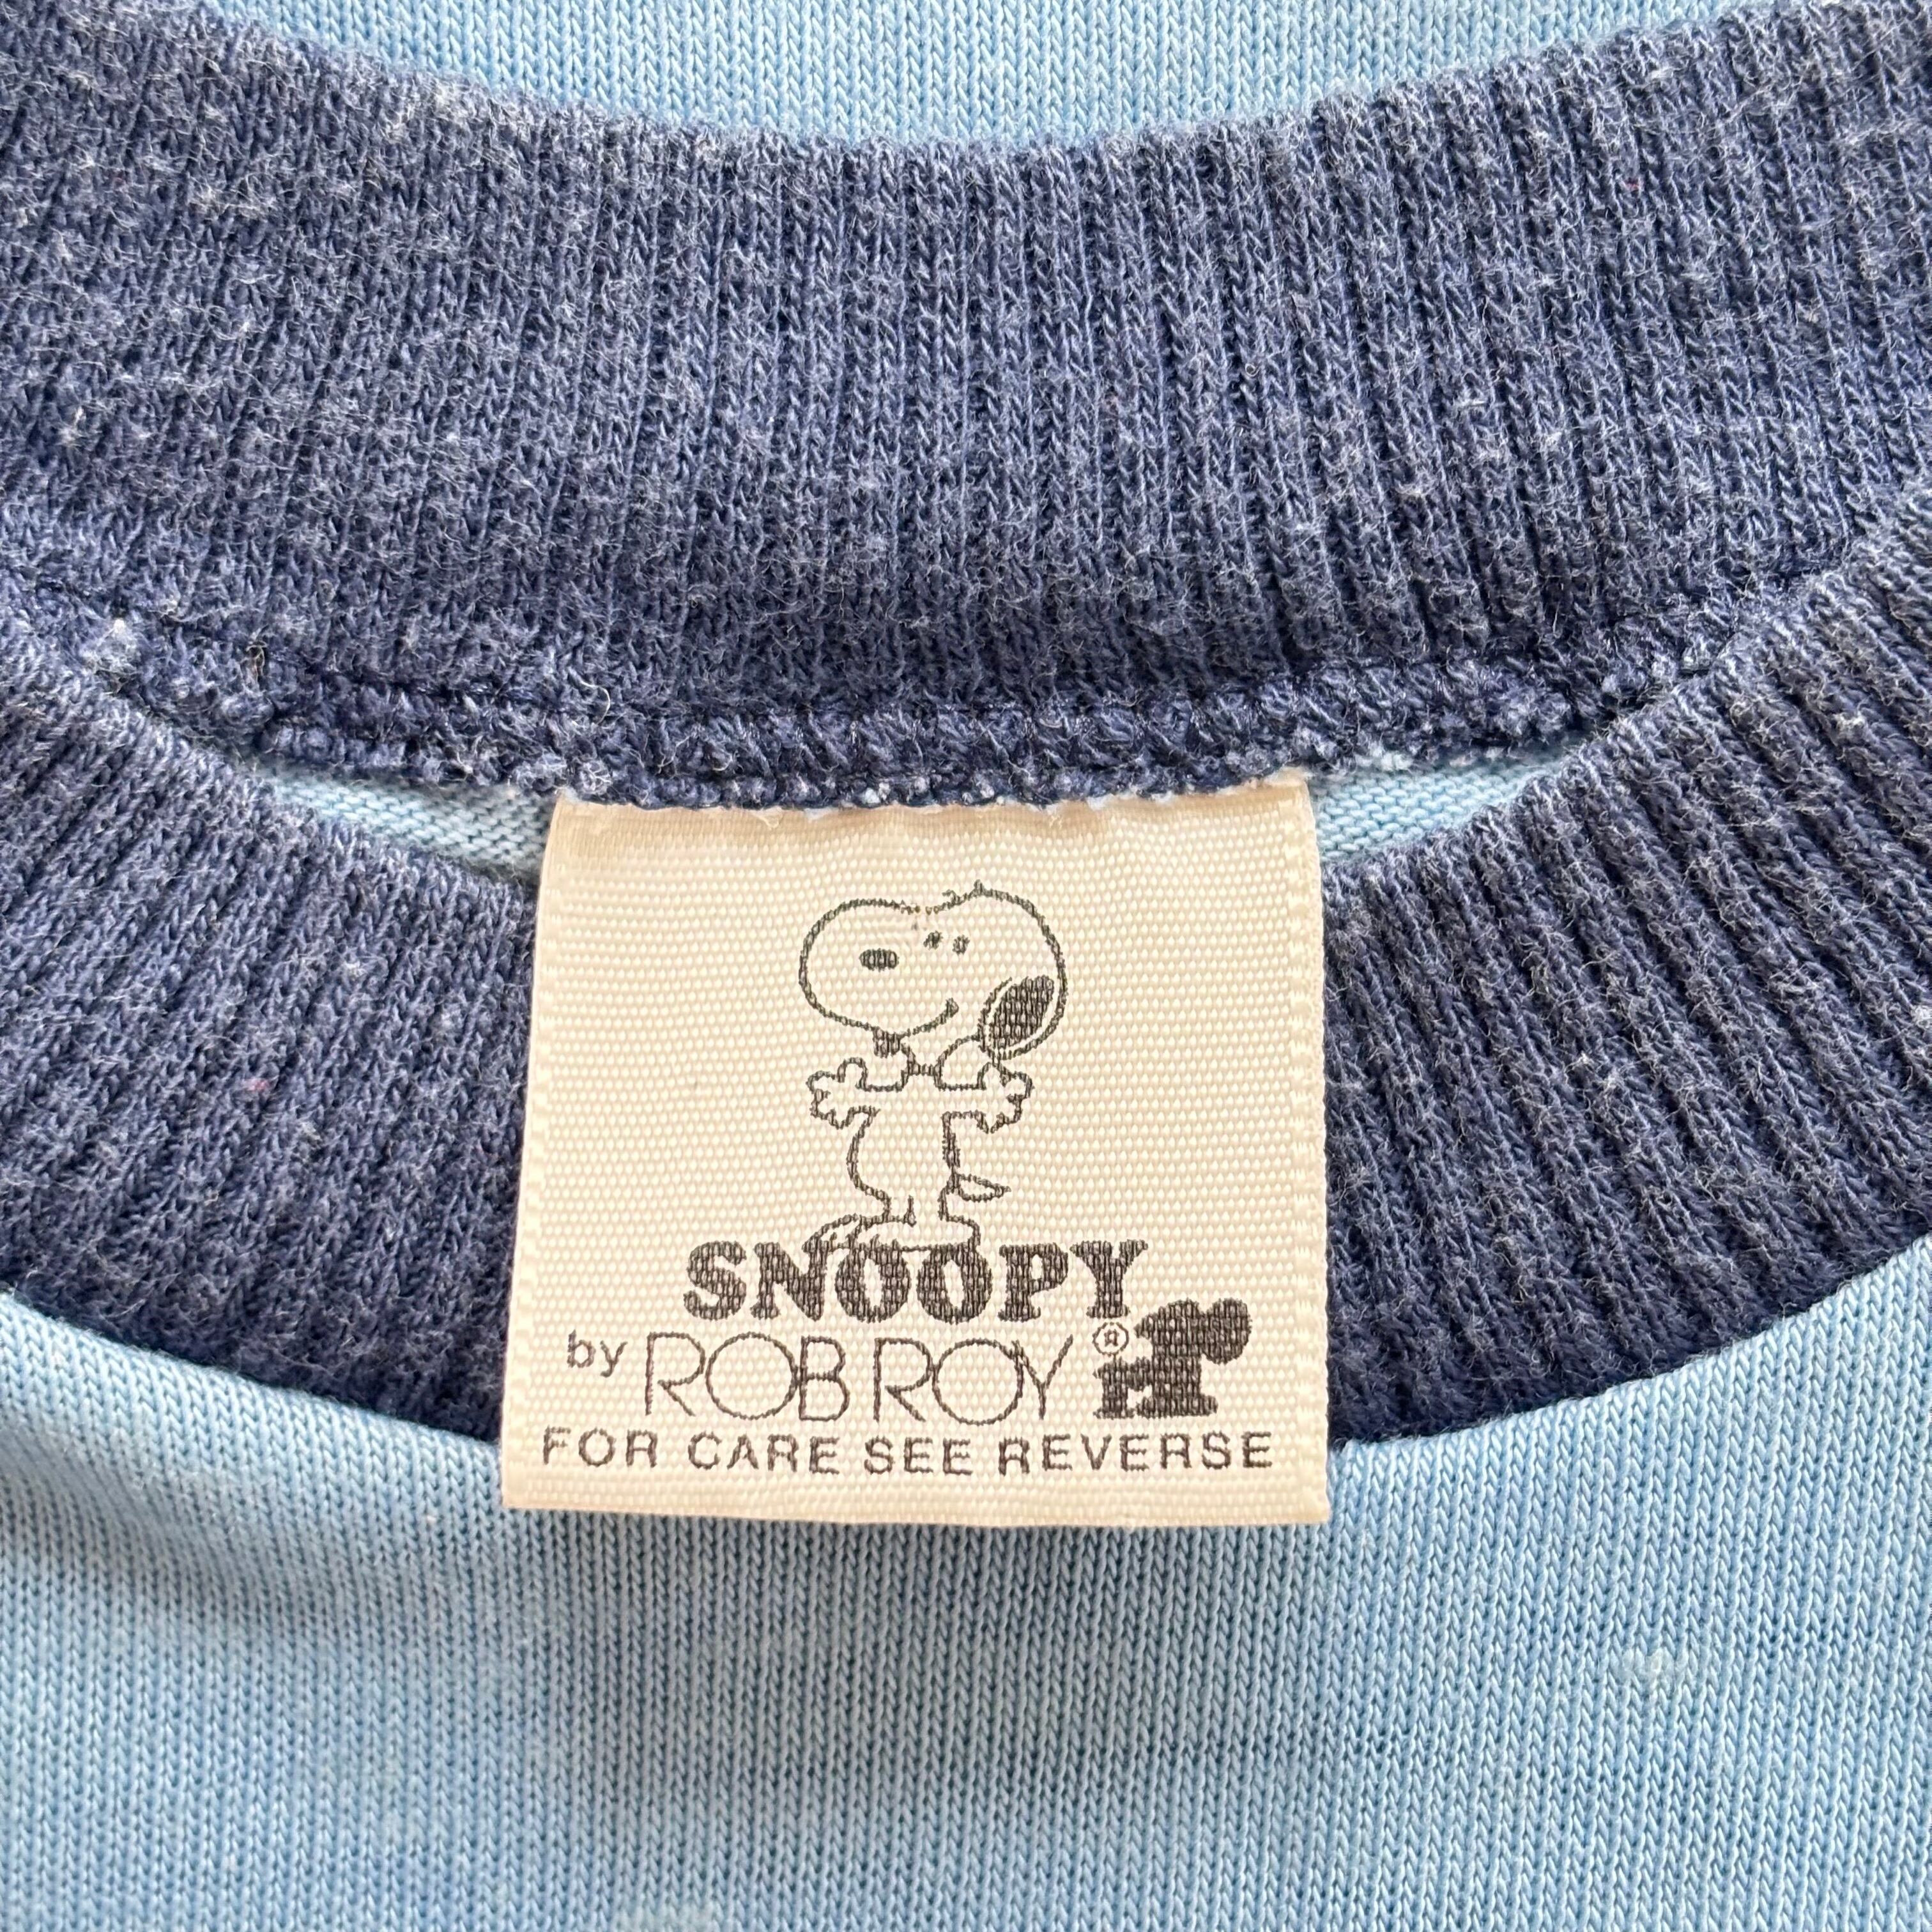 SNOOPY
by ROB ROY ®
FOR CARE SEE REVERSE